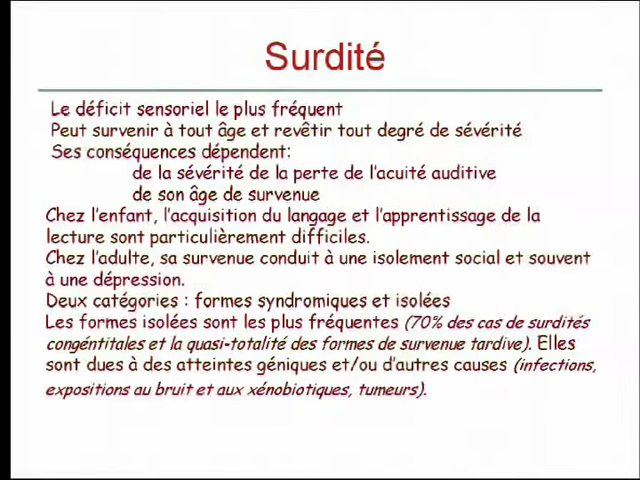 Surdité
Le déficit sensoriel le plus fréquent
Peut survenir à tout âge et revêtir tout degré de sévérité
Ses conséquences dépendent:
de la sévérité de la perte de l'acuité auditive
de son âge de survenue
Chez l'enfant, l'acquisition du langage et l'apprentissage de la
lecture sont particulièrement difficiles.
Chez l'adulte, sa survenue conduit à une isolement social et souvent
à une dépression.
Deux catégories : formes syndromiques et isolées
Les formes isolées sont les plus fréquentes (70% des cas de surdités
congéntitales et la quasi-totalité des formes de survenue tardive). Elles
sont dues à des atteintes géniques et/ou d'autres causes (infections,
expositions au bruit et aux xénobiotiques, tumeurs).